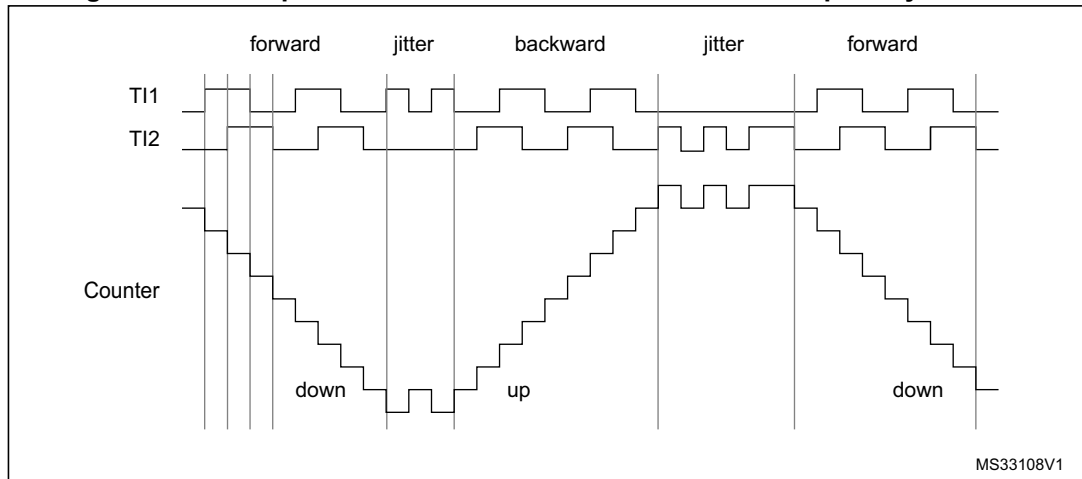 forward jitter backward jitter forward
TI1
TI2
Counter
down up down
MS33108V1